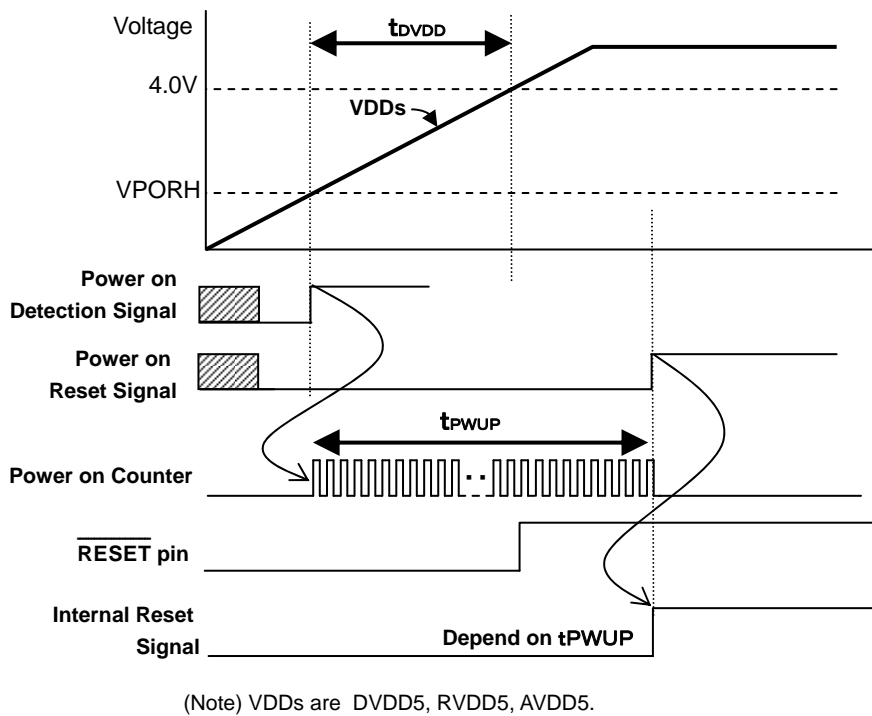 Voltage
tDVDD
4.0V
VDDs
VPORH
Power on
Detection Signal
Power on
Reset Signal
tPWUP
Power on Counter
RESET pin
Internal Reset
Signal
Depend on tPWUP
(Note) VDDs are DVDD5, RVDD5, AVDD5.